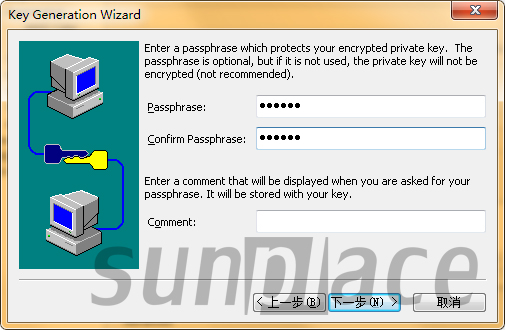 Key Generation Wizard
Enter a passphrase which protects your encrypted private key. The
passphrase is optional, but if it is not used, the private key will not be
encrypted (not recommended).
Passphrase: ●●●●●●
Confirm Passphrase: ●●●●●●
Enter a comment that will be displayed when you are asked for your
passphrase. It will be stored with your key.
Comment:
sunplace
< 上一步(B) 下一步(N) > 取消